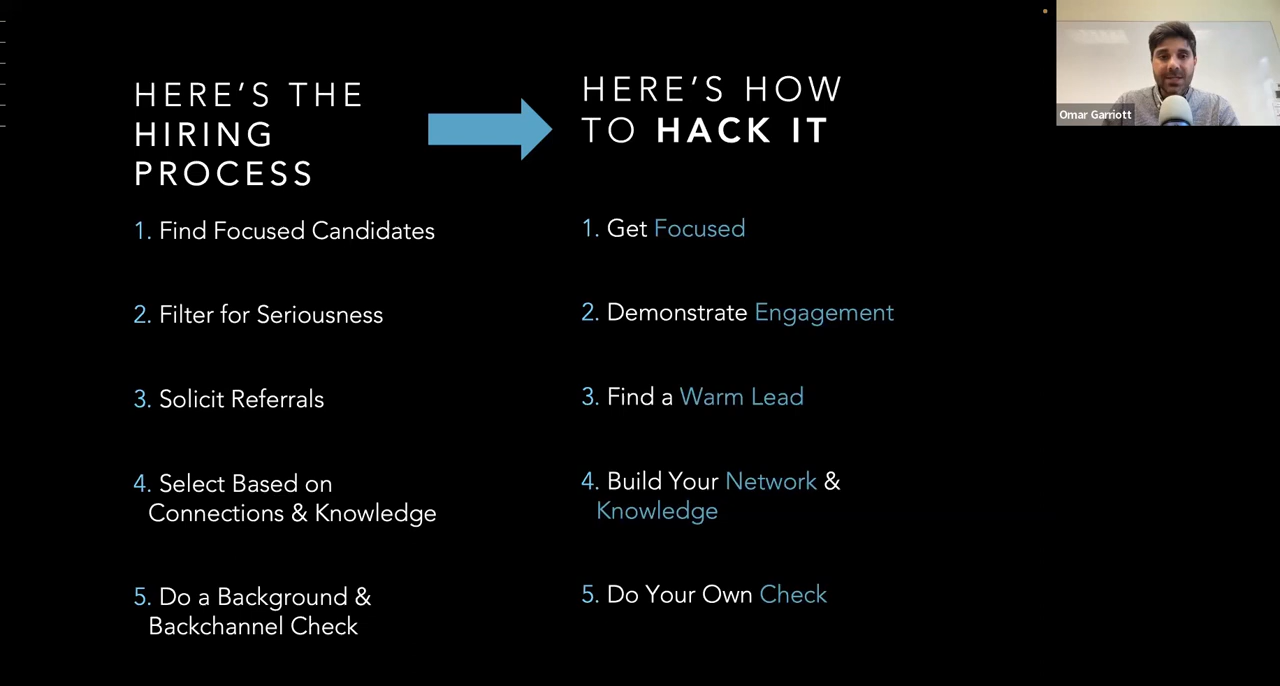 HERE'S THE
HIRING
PROCESS
1. Find Focused Candidates
2. Filter for Seriousness
3. Solicit Referrals
4. Select Based on
Connections & Knowledge
5. Do a Background &
Backchannel Check
HERE'S HOW
TO HACK IT
1. Get Focused
2. Demonstrate Engagement
3. Find a Warm Lead
4. Build Your Network &
Knowledge
5. Do Your Own Check
Omar Garriott